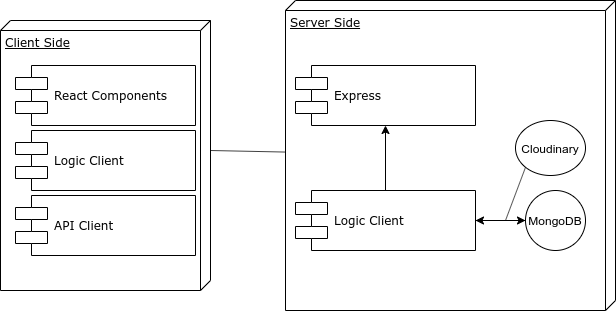 Client Side
React Components
Logic Client
API Client
Server Side
Express
Logic Client
Cloudinary
MongoDB